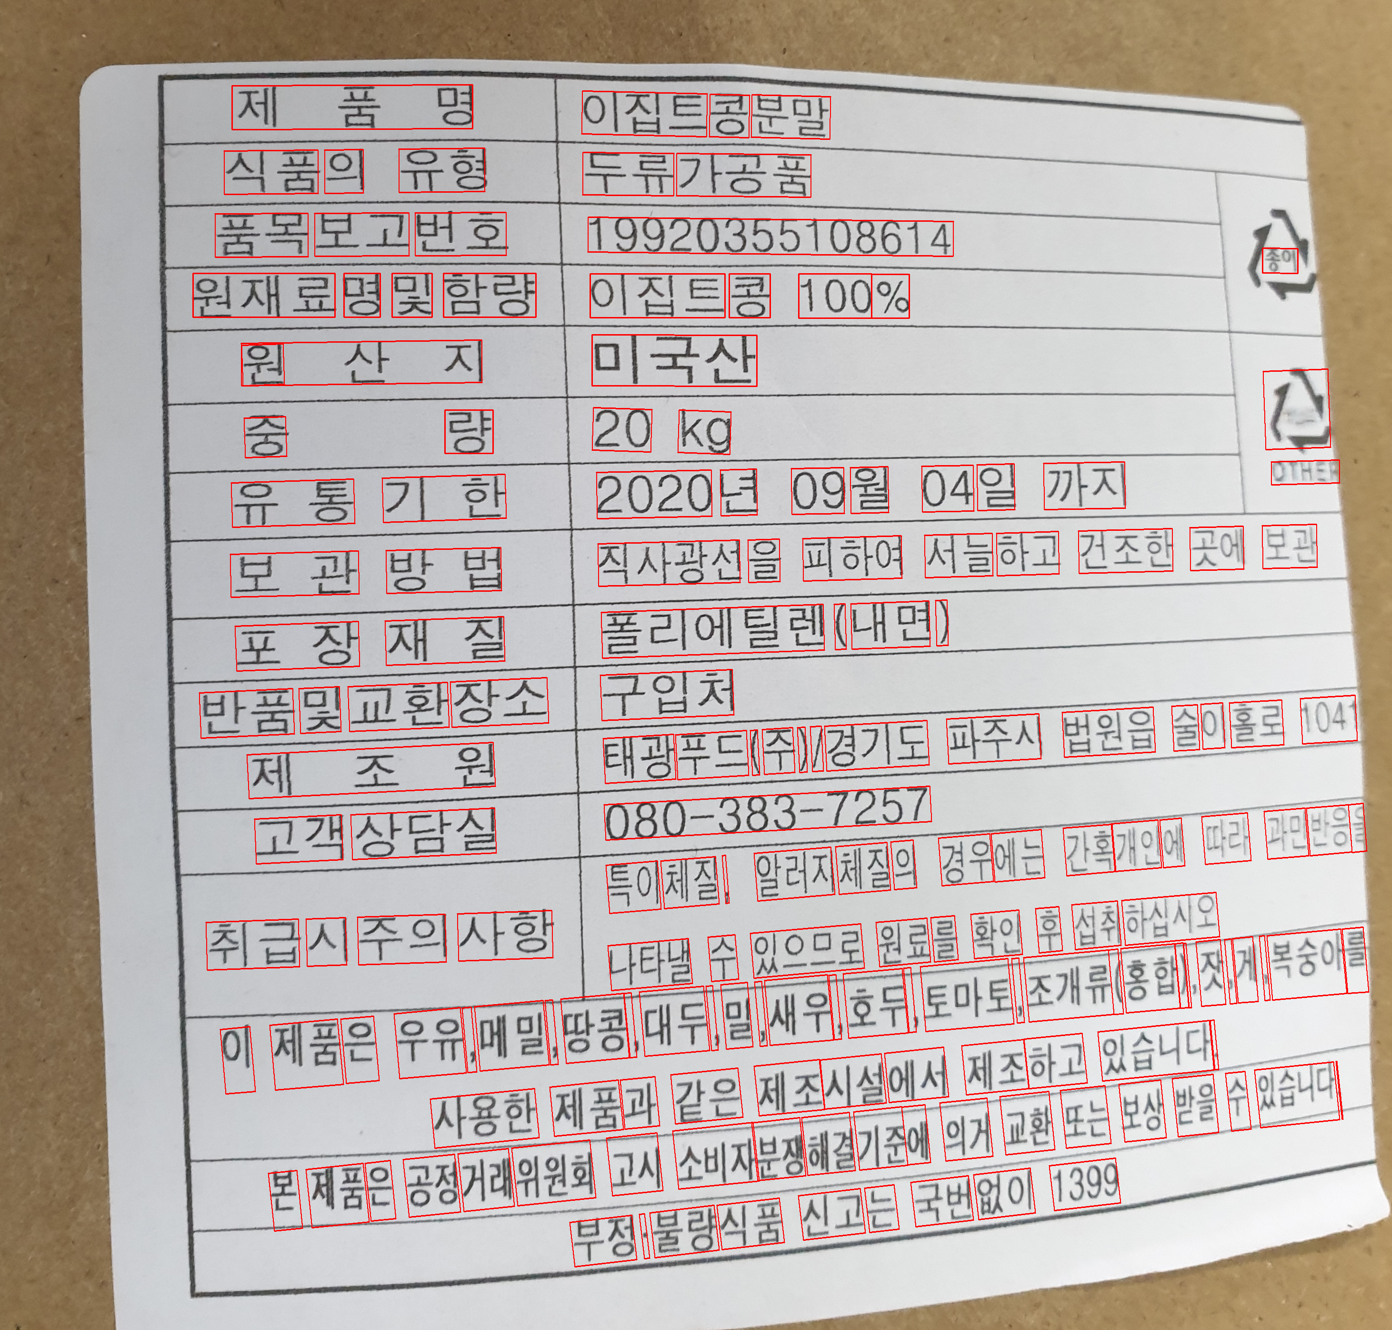 제 품 명 이집트콩분말
식품의 유형 두류가공품
품목보고번호 19920355108614
종이
원재료명및함량 이집트콩 100%
원 산 지 미국산
중 량 20 kg
OTHER
유 통 기 한 2020년 09월 04일 까지
보 관 방 법 직사광선을 피하여 서늘하고 건조한 곳에 보관
포 장 재 질 폴리에틸렌(내면)
반품및교환장소 구입처
제 조 원 태광푸드(주)/경기도 파주시 법원읍 술이홀로 1041
고객상담실 080-383-7257
취급시주의사항 특이체질, 알러지체질의 경우에는 간혹개인에 따라 과민반응을
나타낼 수 있으므로 원료를 확인 후 섭취하십시오
이 제품은 우유,메밀,땅콩,대두,밀,새우,호두,토마토,조개류(홍합),잣,게,복숭아를
사용한 제품과 같은 제조시설에서 제조하고 있습니다.
본 제품은 공정거래위원회 고시 소비자분쟁해결기준에 의거 교환 또는 보상 받을 수 있습니다.
부정·불량식품 신고는 국번없이 1399